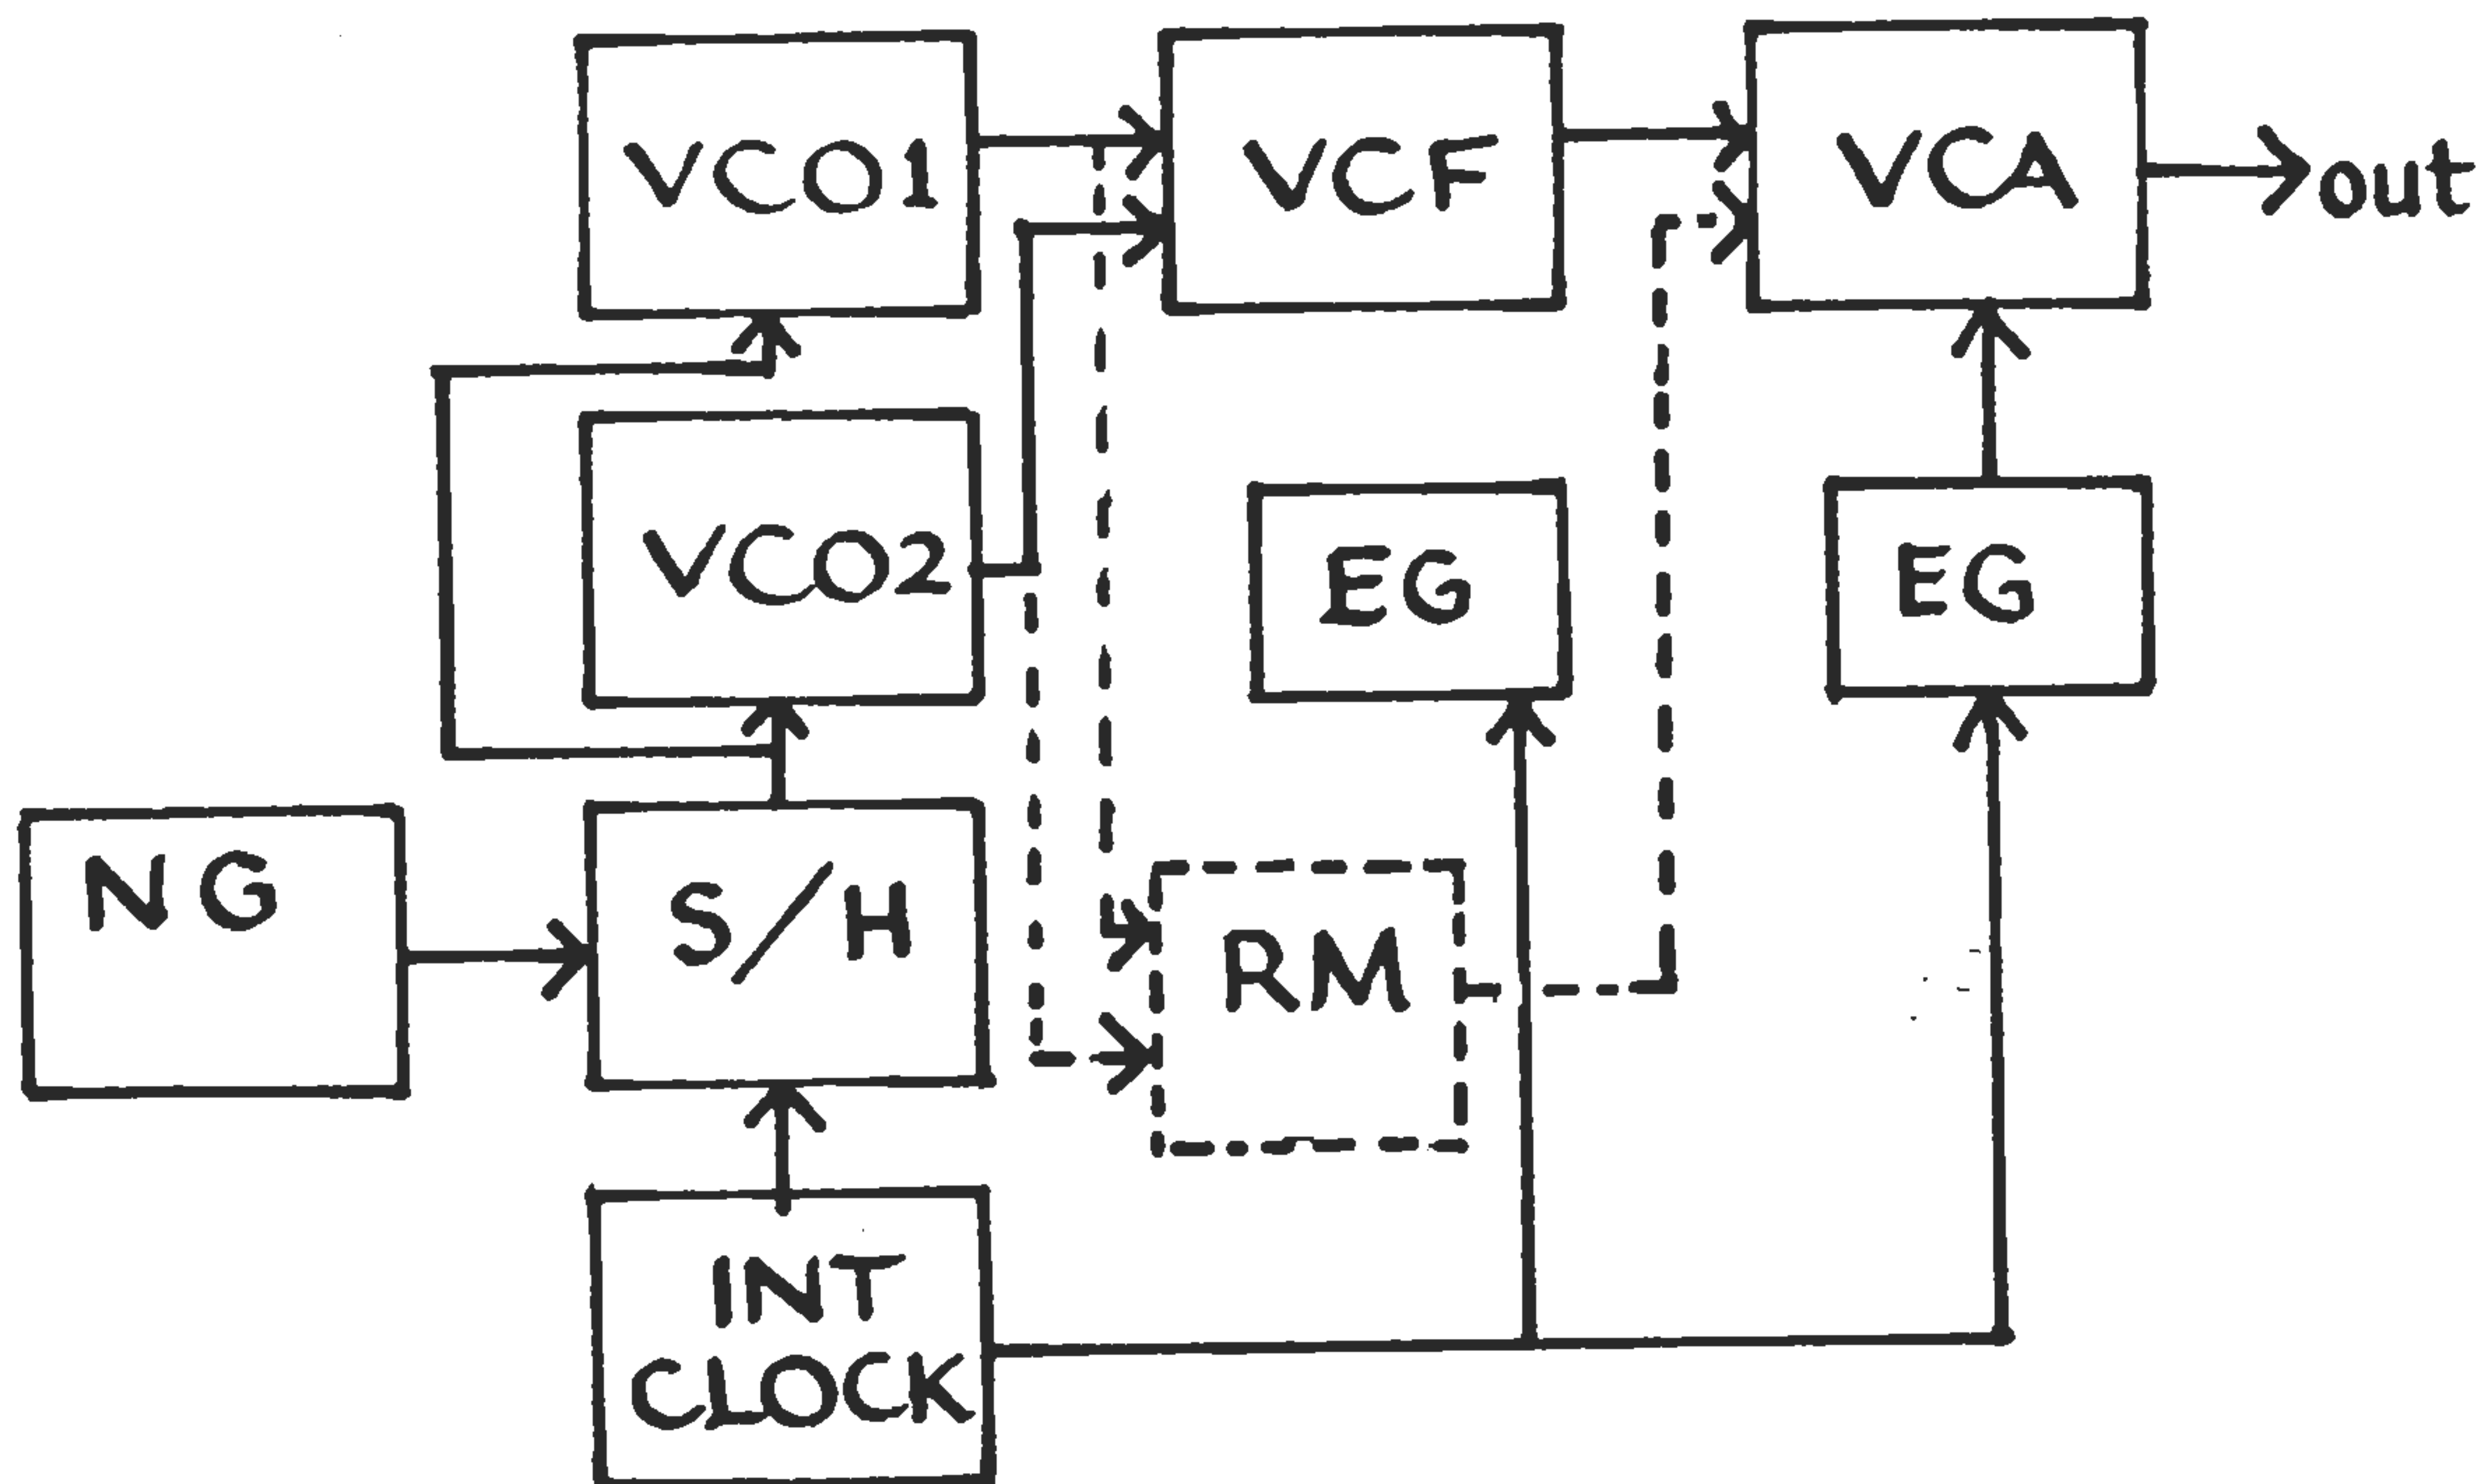 VCO1
VCF
VCA
out
VCO2
EG
EG
NG
S/H
RM
INT
CLOCK